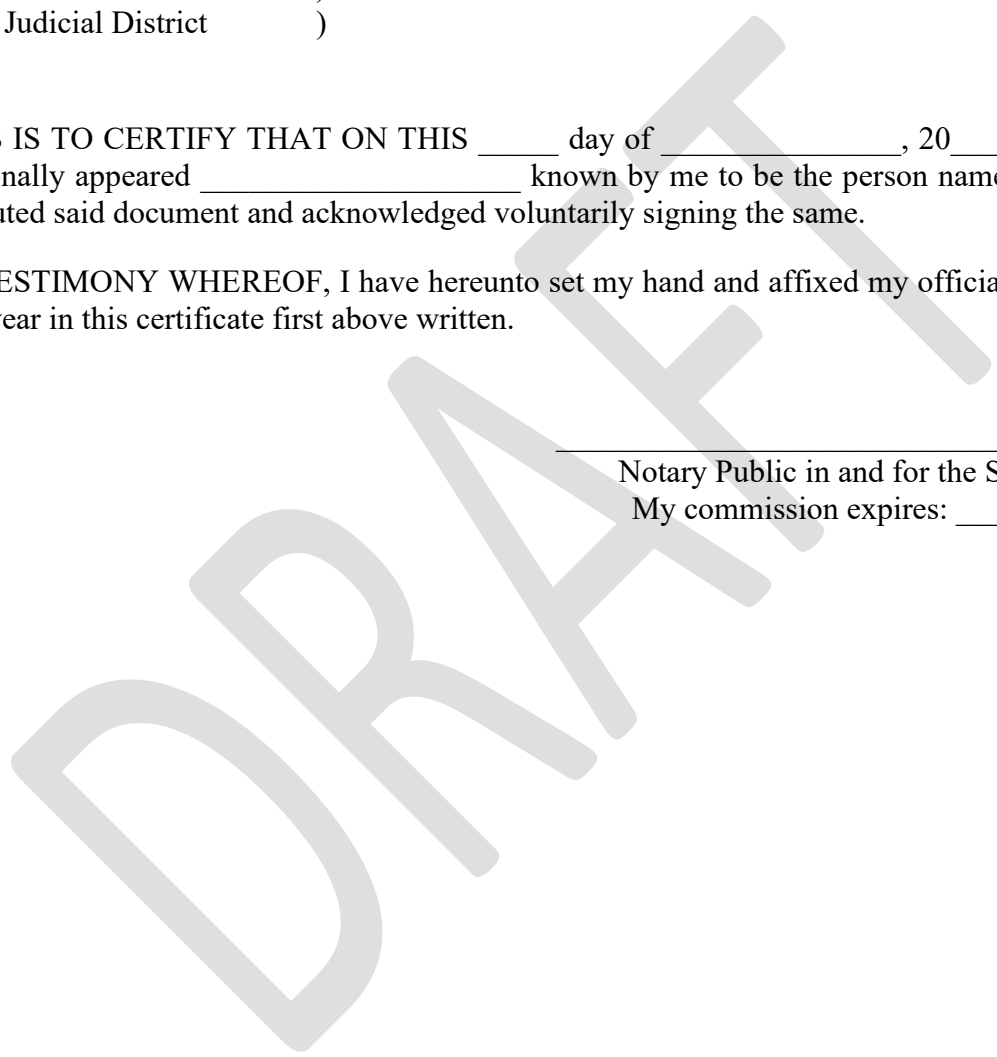 Judicial District )
IS TO CERTIFY THAT ON THIS _____ day of _______________, 20___
nally appeared ____________________ known by me to be the person name
uted said document and acknowledged voluntarily signing the same.
ESTIMONY WHEREOF, I have hereunto set my hand and affixed my officia
ear in this certificate first above written.
Notary Public in and for the S
My commission expires: ___
DRAFT